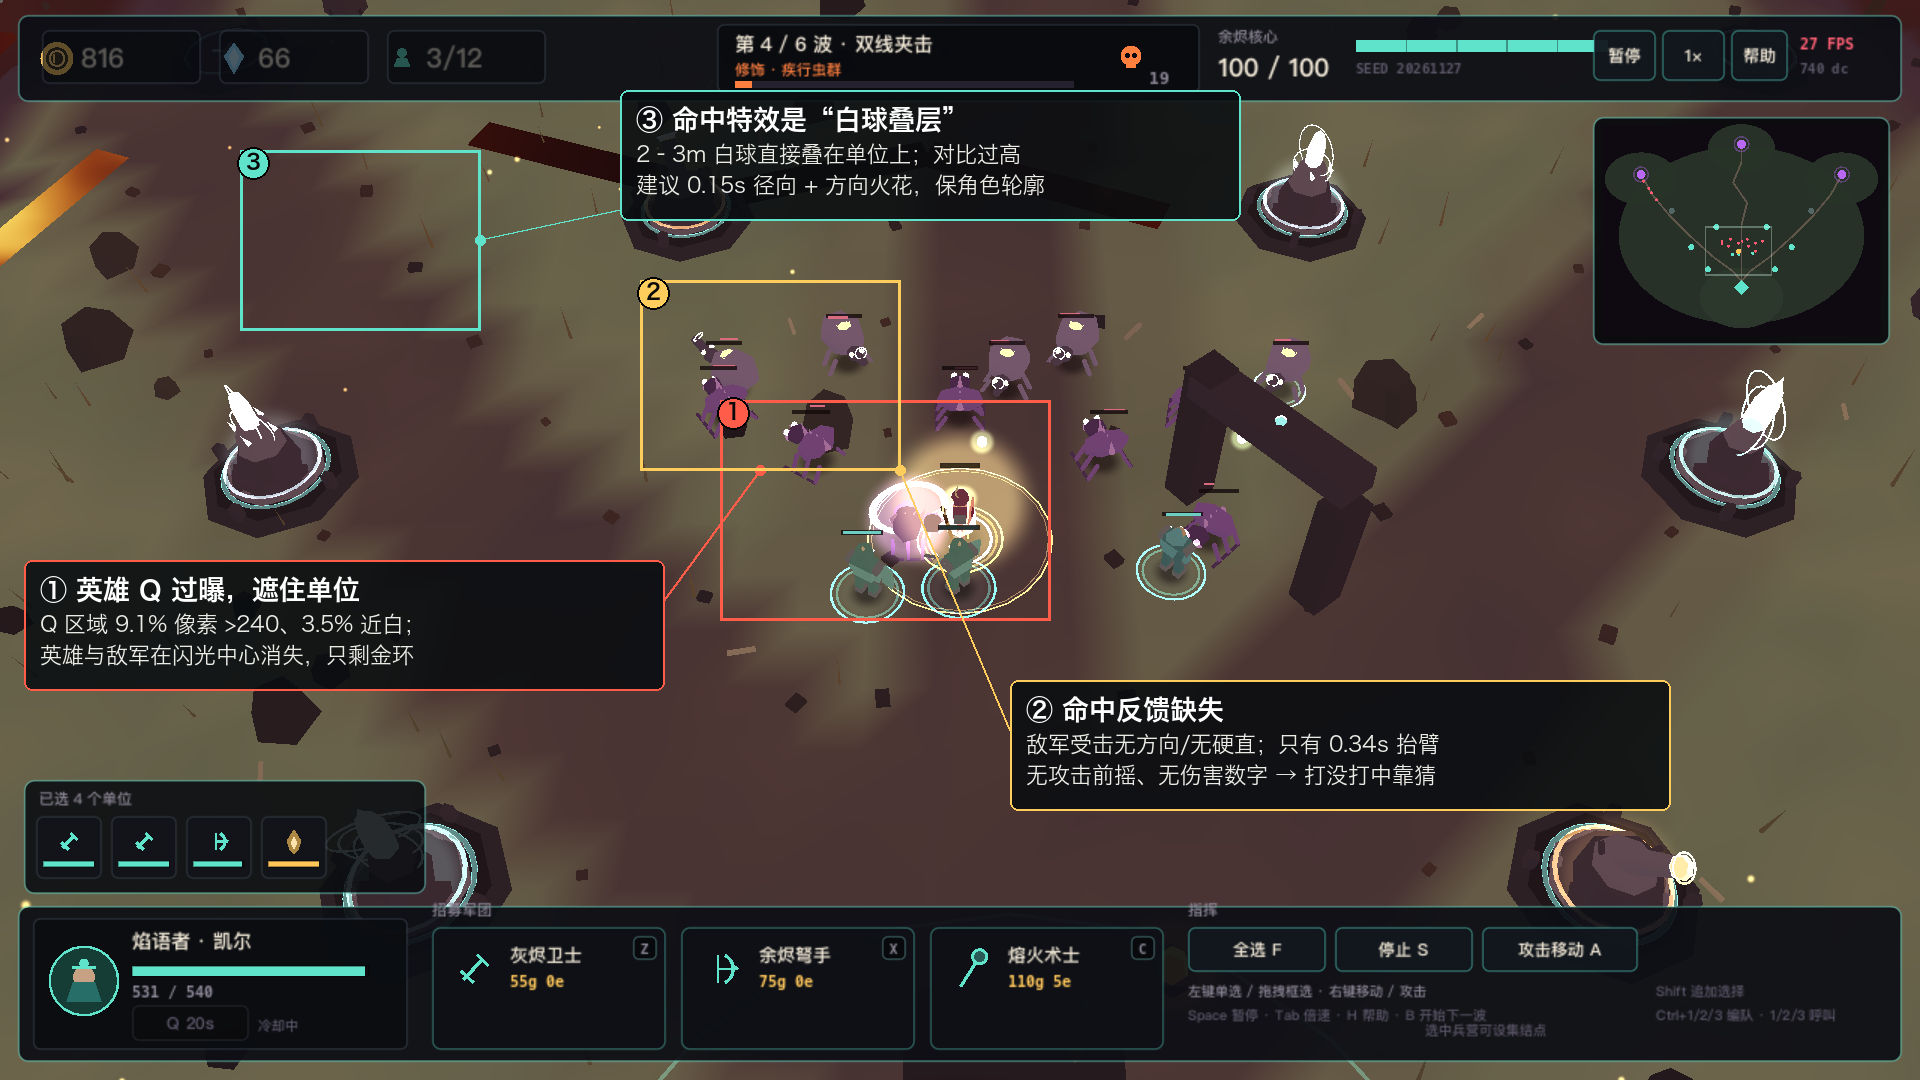 816
66
3/12
第 4 / 6 波 · 双线夹击
修饰 · 疾行虫群
19
余烬核心
100 / 100
SEED 20261127
暂停
1×
帮助
27 FPS
740 dc
③ 命中特效是“白球叠层”
2 - 3m 白球直接叠在单位上；对比过高
建议 0.15s 径向 + 方向火花，保角色轮廓
3
2
1
① 英雄 Q 过曝，遮住单位
Q 区域 9.1% 像素 >240、3.5% 近白；
英雄与敌军在闪光中心消失，只剩金环
② 命中反馈缺失
敌军受击无方向/无硬直；只有 0.34s 抬臂
无攻击前摇、无伤害数字 → 打没打中靠猜
已选 4 个单位
焰语者 · 凯尔
531 / 540
Q 20s
冷却中
招募军团
灰烬卫士
Z
55g 0e
余烬弩手
X
75g 0e
熔火术士
C
110g 5e
指挥
全选 F
停止 S
攻击移动 A
左键单选 / 拖拽框选 · 右键移动 / 攻击
Space 暂停 · Tab 倍速 · H 帮助 · B 开始下一波
选中兵营可设集结点
Shift 追加选择
Ctrl+1/2/3 编队 · 1/2/3 呼叫